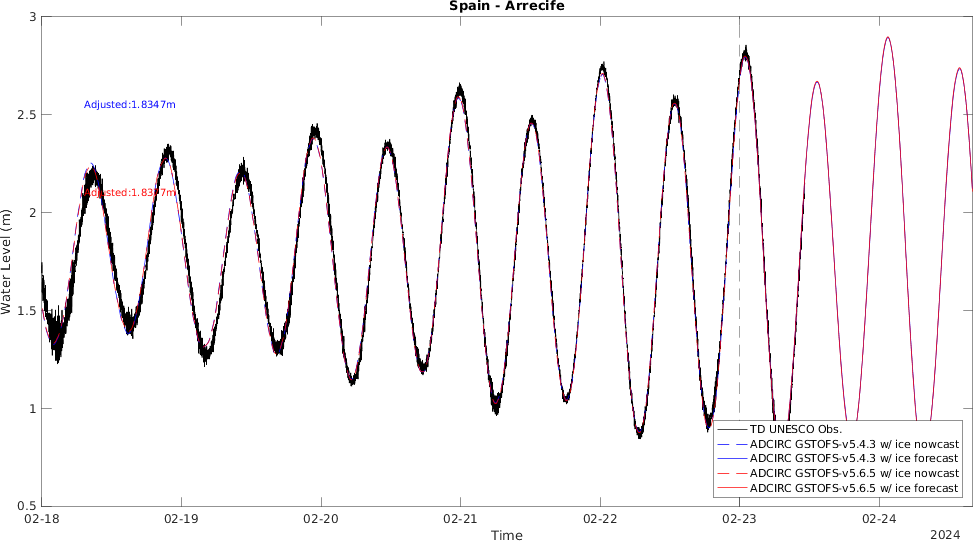 Spain - Arrecife
3
2.5
2
1.5
1
0.5
Water Level (m)
Adjusted:1.8347m
Adjusted:1.8347m
TD UNESCO Obs.
ADCIRC GSTOFS-v5.4.3 w/ ice nowcast
ADCIRC GSTOFS-v5.4.3 w/ ice forecast
ADCIRC GSTOFS-v5.6.5 w/ ice nowcast
ADCIRC GSTOFS-v5.6.5 w/ ice forecast
02-18 02-19 02-20 02-21 02-22 02-23 02-24
Time
2024